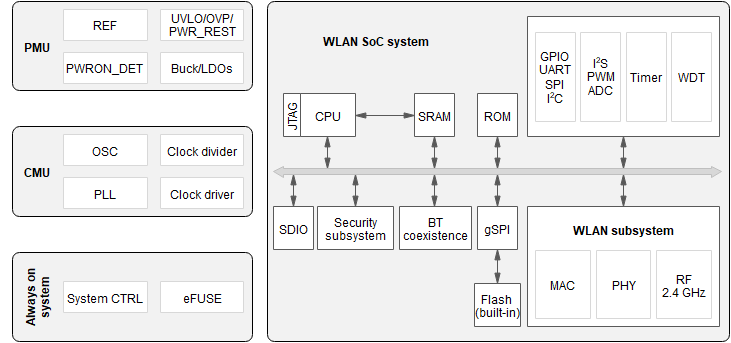 PMU
REF
UVLO/OVP/
PWR_REST
PWRON_DET
Buck/LDOs
CMU
OSC
Clock divider
PLL
Clock driver
Always on
system
System CTRL
eFUSE
WLAN SoC system
JTAG
CPU
SRAM
ROM
GPIO
UART
SPI
I²C
I²S
PWM
ADC
Timer
WDT
SDIO
Security
subsystem
BT
coexistence
gSPI
Flash
(built-in)
WLAN subsystem
MAC
PHY
RF
2.4 GHz